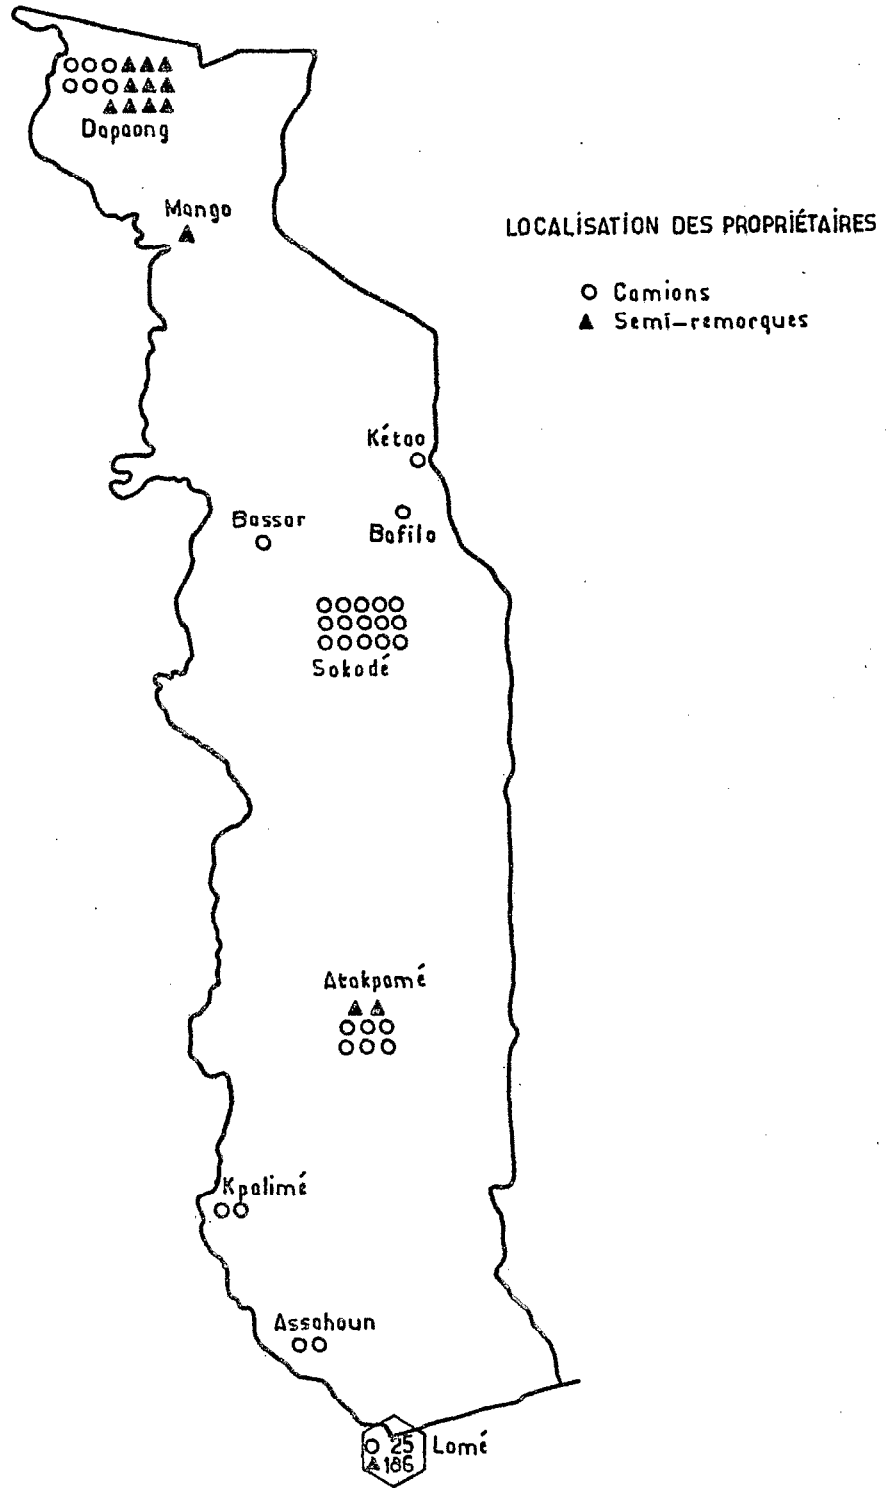 Dapaong
Mango
LOCALISATION DES PROPRIÉTAIRES
Camions
Semi-remorques
Kétao
Bassar
Bafilo
Sokodé
Atakpamé
Kpalimé
Assahoun
25
186
Lomé